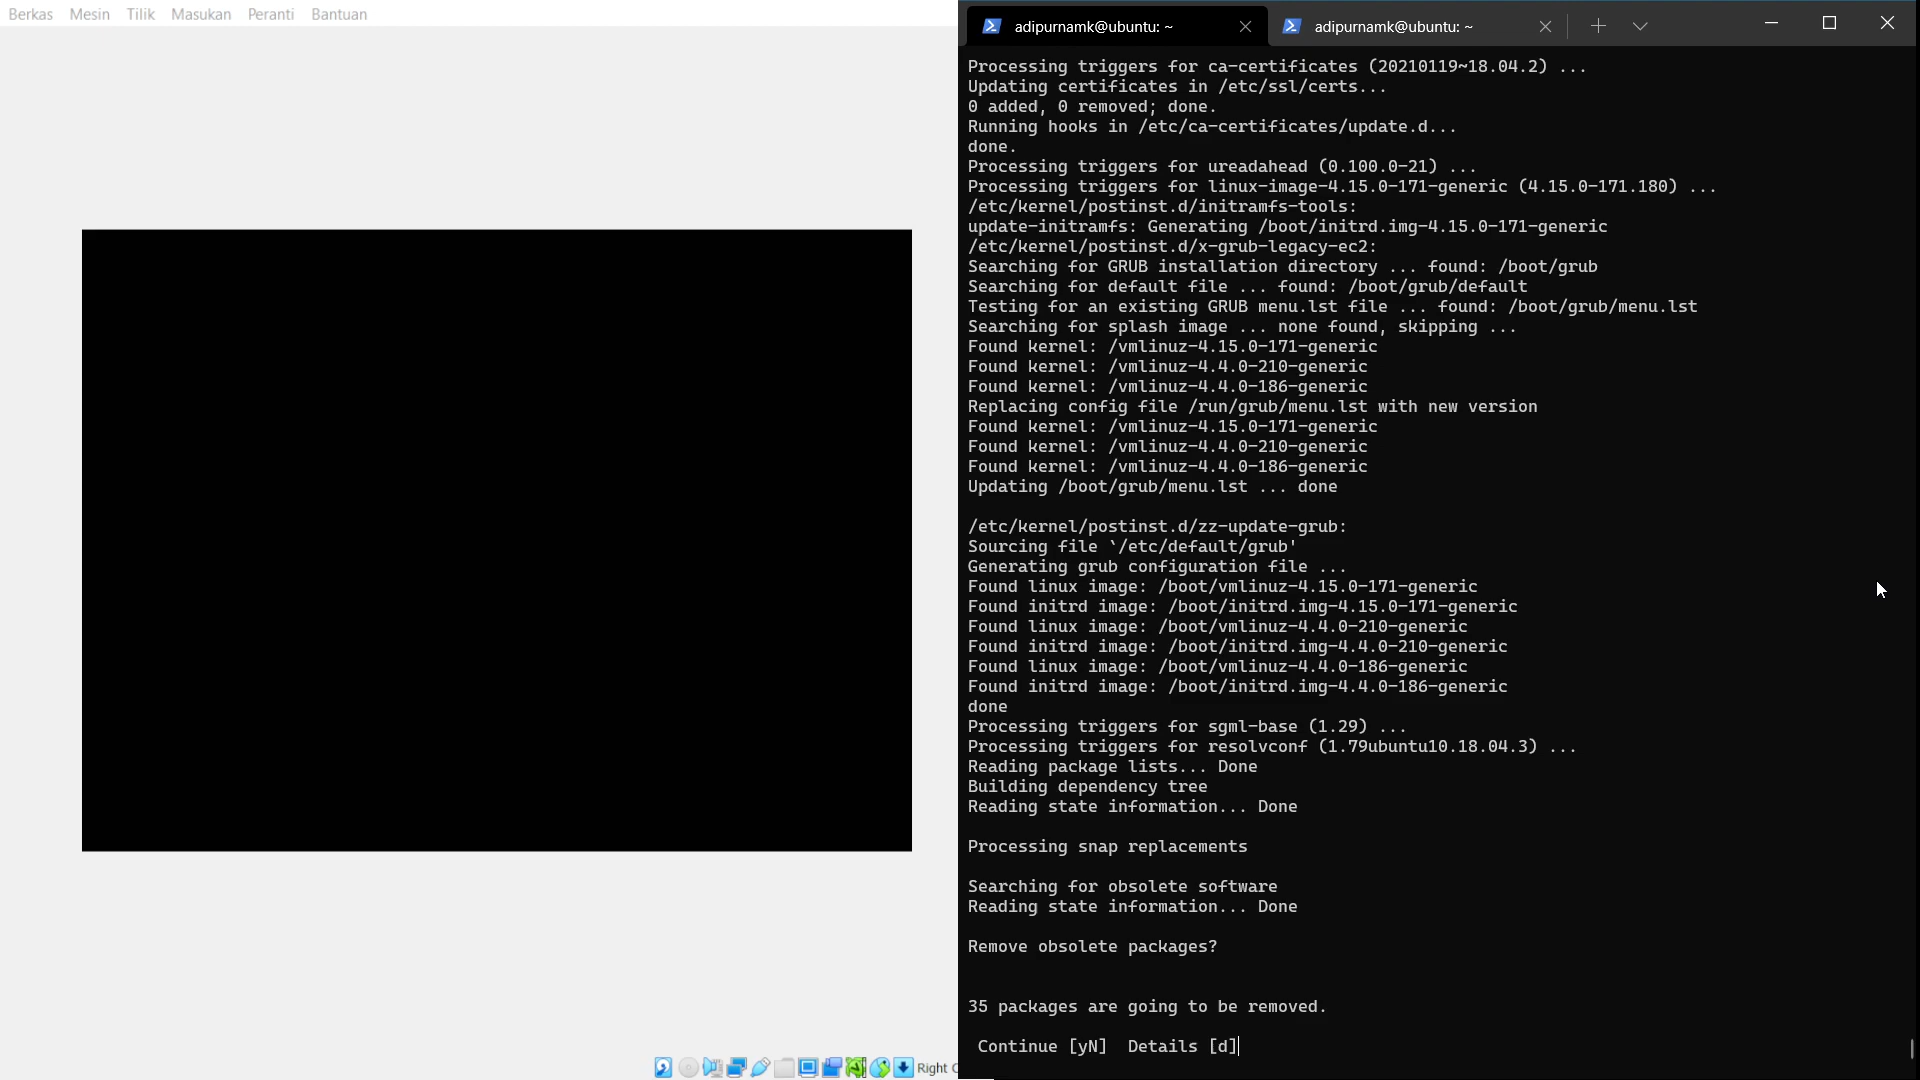 Berkas Mesin Tilik Masukan Peranti Bantuan
adipurnamk@ubuntu: ~
adipurnamk@ubuntu: ~
Processing triggers for ca-certificates (20210119~18.04.2) ...
Updating certificates in /etc/ssl/certs...
0 added, 0 removed; done.
Running hooks in /etc/ca-certificates/update.d...
done.
Processing triggers for ureadahead (0.100.0-21) ...
Processing triggers for linux-image-4.15.0-171-generic (4.15.0-171.180) ...
/etc/kernel/postinst.d/initramfs-tools:
update-initramfs: Generating /boot/initrd.img-4.15.0-171-generic
/etc/kernel/postinst.d/x-grub-legacy-ec2:
Searching for GRUB installation directory ... found: /boot/grub
Searching for default file ... found: /boot/grub/default
Testing for an existing GRUB menu.lst file ... found: /boot/grub/menu.lst
Searching for splash image ... none found, skipping ...
Found kernel: /vmlinuz-4.15.0-171-generic
Found kernel: /vmlinuz-4.4.0-210-generic
Found kernel: /vmlinuz-4.4.0-186-generic
Replacing config file /run/grub/menu.lst with new version
Found kernel: /vmlinuz-4.15.0-171-generic
Found kernel: /vmlinuz-4.4.0-210-generic
Found kernel: /vmlinuz-4.4.0-186-generic
Updating /boot/grub/menu.lst ... done
/etc/kernel/postinst.d/zz-update-grub:
Sourcing file `/etc/default/grub'
Generating grub configuration file ...
Found linux image: /boot/vmlinuz-4.15.0-171-generic
Found initrd image: /boot/initrd.img-4.15.0-171-generic
Found linux image: /boot/vmlinuz-4.4.0-210-generic
Found initrd image: /boot/initrd.img-4.4.0-210-generic
Found linux image: /boot/vmlinuz-4.4.0-186-generic
Found initrd image: /boot/initrd.img-4.4.0-186-generic
done
Processing triggers for sgml-base (1.29) ...
Processing triggers for resolvconf (1.79ubuntu10.18.04.3) ...
Reading package lists... Done
Building dependency tree
Reading state information... Done
Processing snap replacements
Searching for obsolete software
Reading state information... Done
Remove obsolete packages?
35 packages are going to be removed.
Continue [yN]  Details [d]
Right